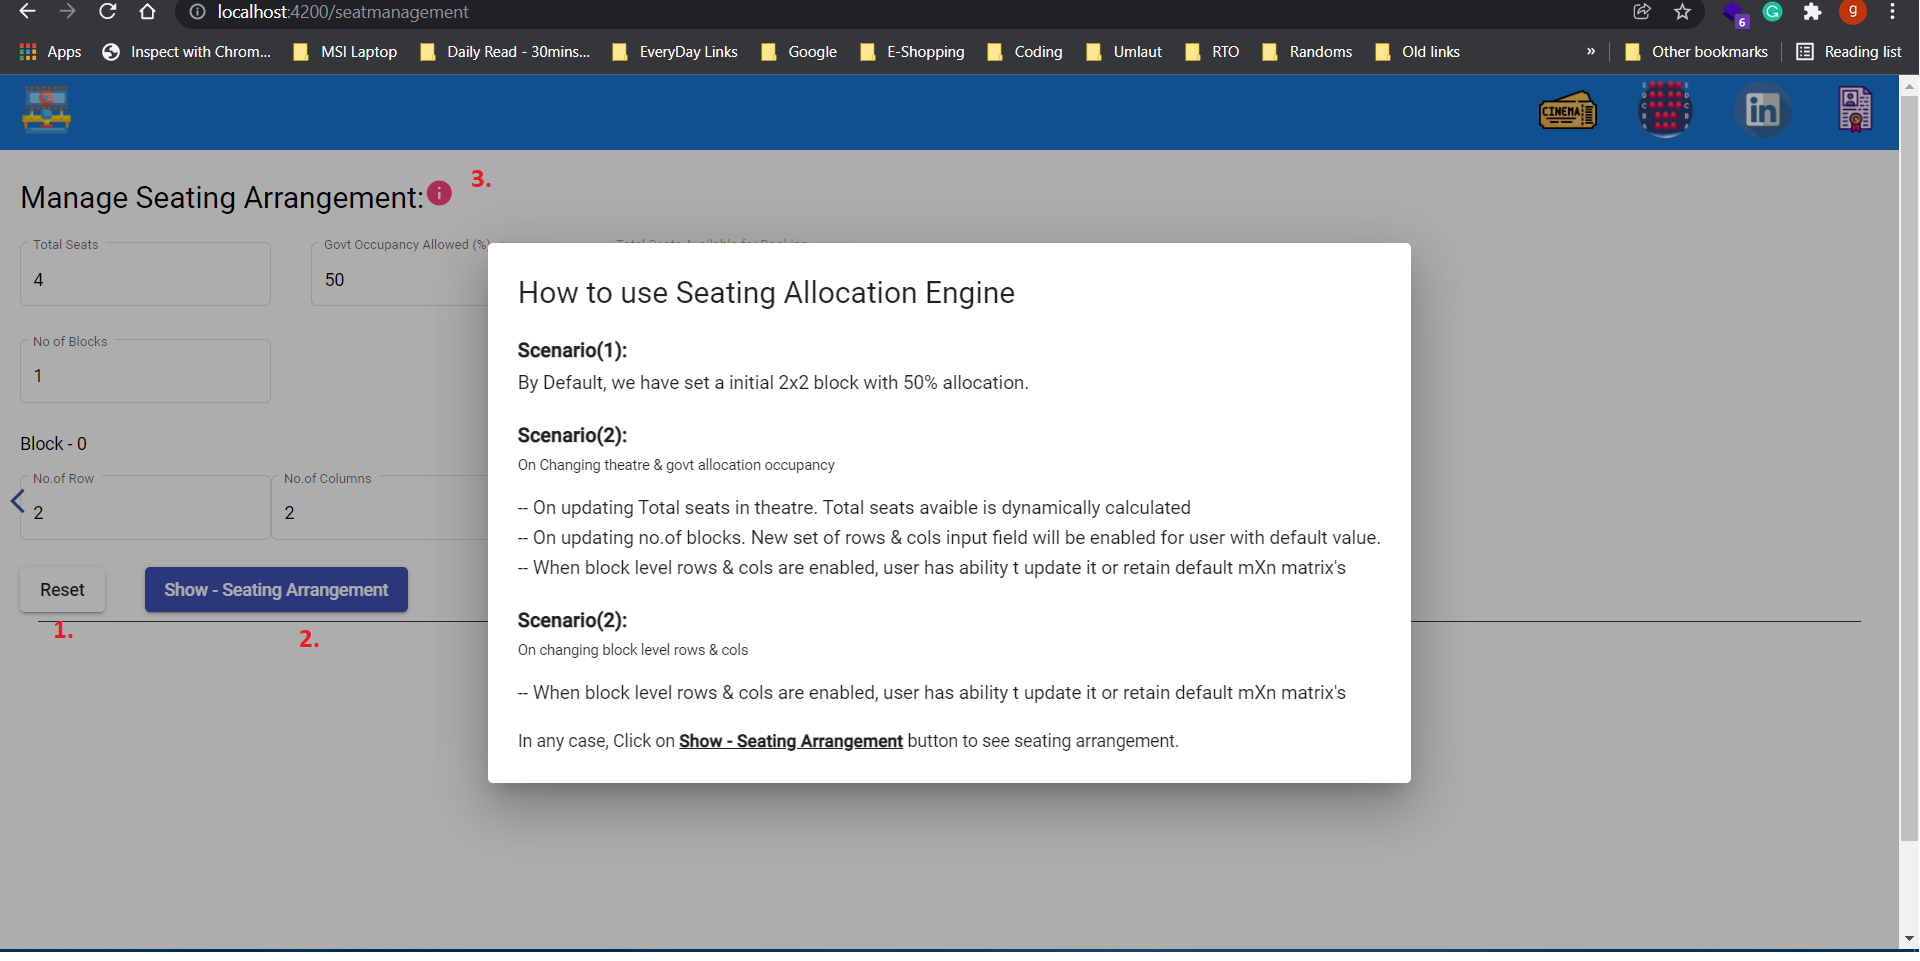 localhost:4200/seatmanagement
6
G
g
Apps
Inspect with Chrom...
MSI Laptop
Daily Read - 30mins...
EveryDay Links
Google
E-Shopping
Coding
Umlaut
RTO
Randoms
Old links
»
Other bookmarks
Reading list
CINEMA
in
Manage Seating Arrangement:
3.
Total Seats
4
Govt Occupancy Allowed (%)
50
Total Seats Available for Booking
No of Blocks
1
Block - 0
No.of Row
2
No.of Columns
2
Reset
Show - Seating Arrangement
1.
2.
How to use Seating Allocation Engine
Scenario(1):
By Default, we have set a initial 2x2 block with 50% allocation.
Scenario(2):
On Changing theatre & govt allocation occupancy
-- On updating Total seats in theatre. Total seats avaible is dynamically calculated
-- On updating no.of blocks. New set of rows & cols input field will be enabled for user with default value.
-- When block level rows & cols are enabled, user has ability t update it or retain default mXn matrix's
Scenario(2):
On changing block level rows & cols
-- When block level rows & cols are enabled, user has ability t update it or retain default mXn matrix's
In any case, Click on Show - Seating Arrangement button to see seating arrangement.